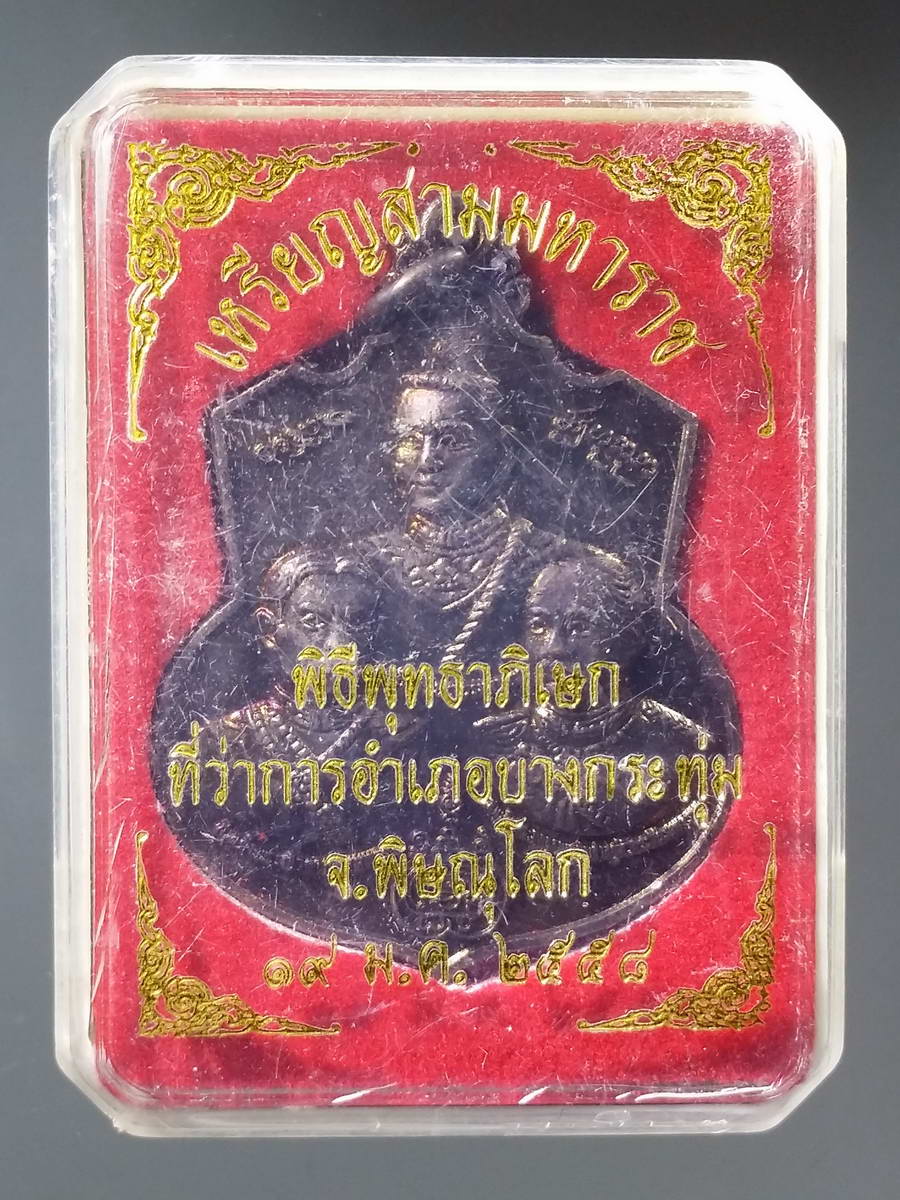 เหรียญสามมหาราช
พิธีพุทธาภิเษก
ที่ว่าการอำเภอบางกระทุ่ม
จ.พิษณุโลก
๑๙ ม.ค. ๒๕๕๘